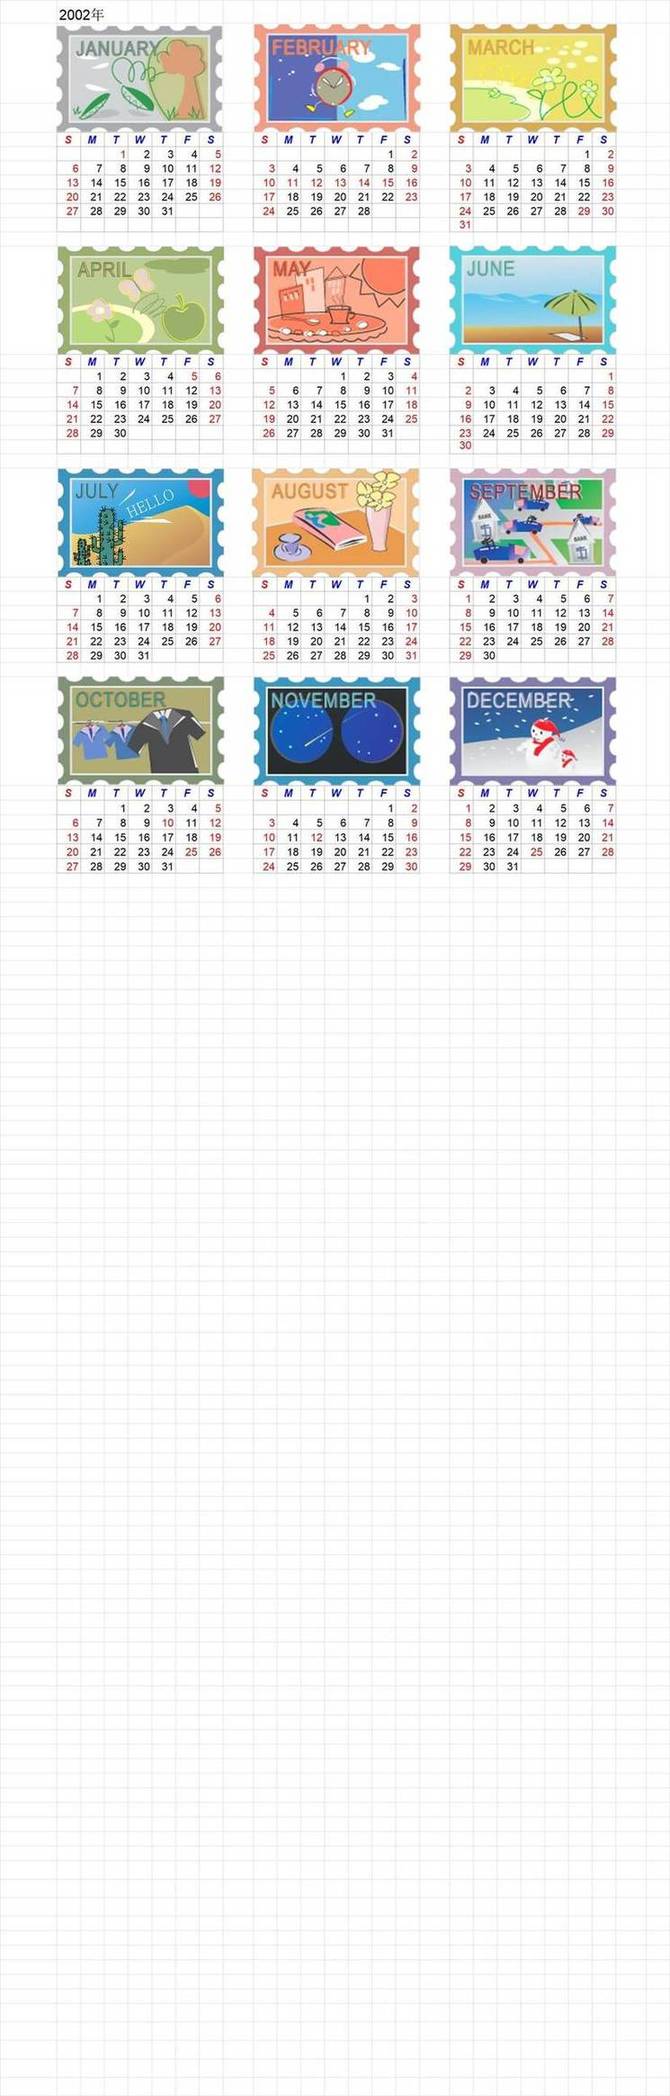 2002年
JANUARY FEBRUARY MARCH
S M T W T F S S M T W T F S S M T W T F S
1 2 3 4 5 1 2 1 2
6 7 8 9 10 11 12 3 4 5 6 7 8 9 3 4 5 6 7 8 9
13 14 15 16 17 18 19 10 11 12 13 14 15 16 10 11 12 13 14 15 16
20 21 22 23 24 25 26 17 18 19 20 21 22 23 17 18 19 20 21 22 23
27 28 29 30 31 24 25 26 27 28 24 25 26 27 28 29 30
31
APRIL MAY JUNE
S M T W T F S S M T W T F S S M T W T F S
1 2 3 4 5 6 1 2 3 4 1
7 8 9 10 11 12 13 5 6 7 8 9 10 11 2 3 4 5 6 7 8
14 15 16 17 18 19 20 12 13 14 15 16 17 18 9 10 11 12 13 14 15
21 22 23 24 25 26 27 19 20 21 22 23 24 25 16 17 18 19 20 21 22
28 29 30 26 27 28 29 30 31 23 24 25 26 27 28 29
30
JULY HELLO AUGUST SEPTEMBER
BANK
BANK
S M T W T F S S M T W T F S S M T W T F S
1 2 3 4 5 6 1 2 3 1 2 3 4 5 6 7
7 8 9 10 11 12 13 4 5 6 7 8 9 10 8 9 10 11 12 13 14
14 15 16 17 18 19 20 11 12 13 14 15 16 17 15 16 17 18 19 20 21
21 22 23 24 25 26 27 18 19 20 21 22 23 24 22 23 24 25 26 27 28
28 29 30 31 25 26 27 28 29 30 31 29 30
OCTOBER NOVEMBER DECEMBER
S M T W T F S S M T W T F S S M T W T F S
1 2 3 4 5 1 2 1 2 3 4 5 6 7
6 7 8 9 10 11 12 3 4 5 6 7 8 9 8 9 10 11 12 13 14
13 14 15 16 17 18 19 10 11 12 13 14 15 16 15 16 17 18 19 20 21
20 21 22 23 24 25 26 17 18 19 20 21 22 23 22 23 24 25 26 27 28
27 28 29 30 31 24 25 26 27 28 29 30 29 30 31